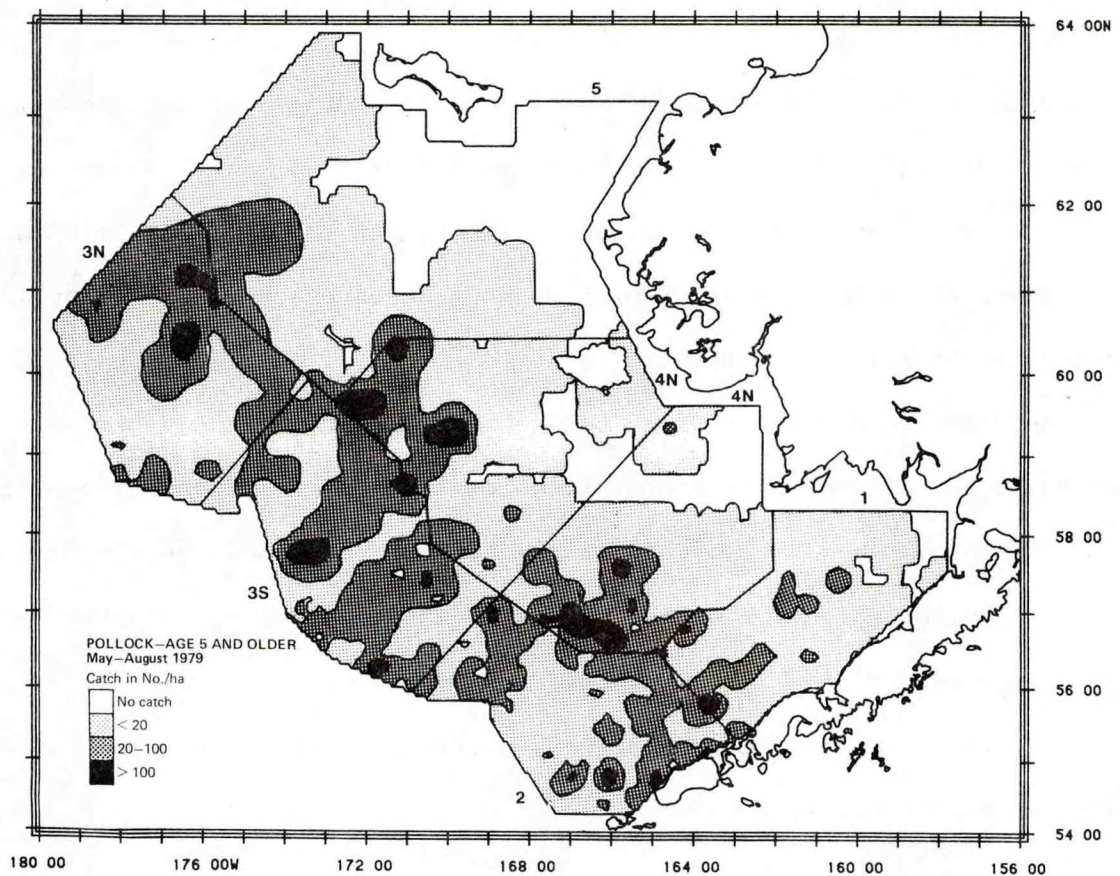 64 00N
5
62 00
3N
60 00
4N
4N
1
58 00
3S
POLLOCK—AGE 5 AND OLDER
May—August 1979
Catch in No./ha
No catch
< 20
20—100
> 100
56 00
2
54 00
180 00 176 00W 172 00 168 00 164 00 160 00 156 00